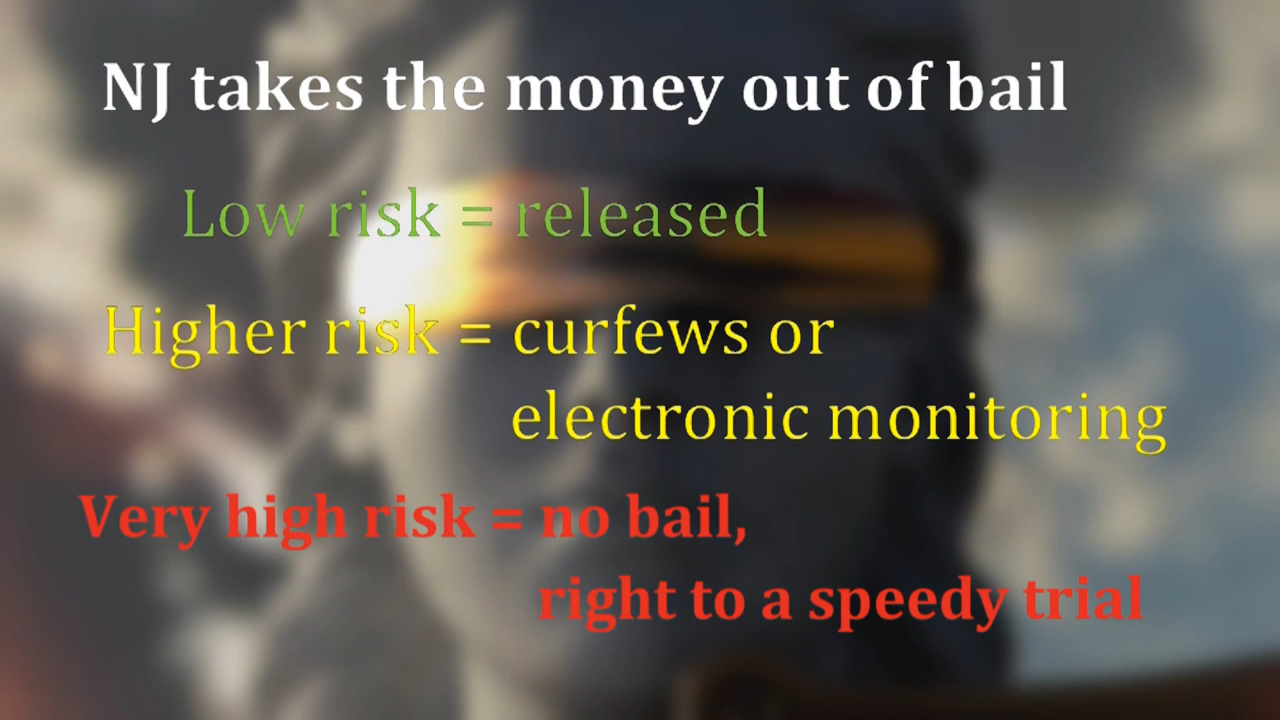 NJ takes the money out of bail
Low risk = released
Higher risk = curfews or
electronic monitoring
Very high risk = no bail,
right to a speedy trial